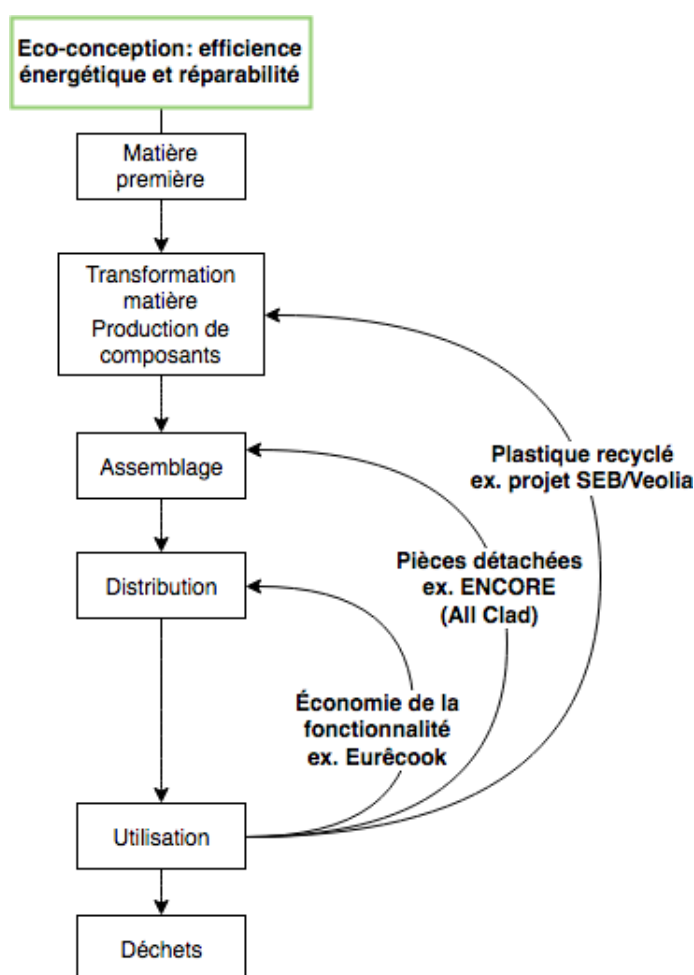 Eco-conception: efficience
énergétique et réparabilité
Matière
première
Transformation
matière
Production de
composants
Plastique recyclé
ex. projet SEB/Veolia
Assemblage
Pièces détachées
ex. ENCORE
(All Clad)
Distribution
Économie de la
fonctionnalité
ex. Eurêcook
Utilisation
Déchets